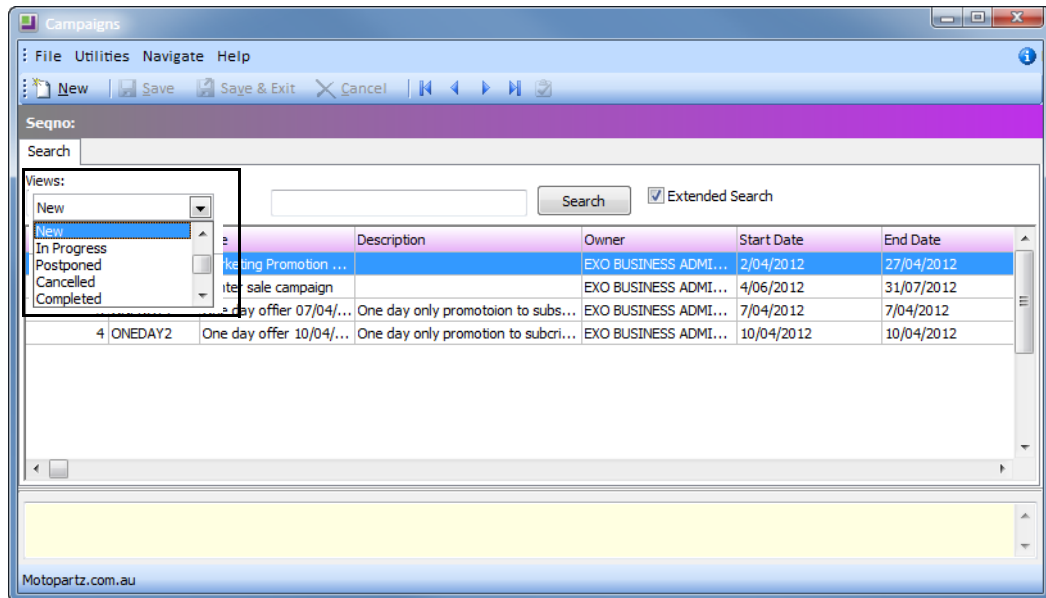 Campaigns
File Utilities Navigate Help
New Save Save & Exit Cancel
Seqno:
Search
Views:
New Search Extended Search
New
In Progress
Postponed
Cancelled
Completed
Description Owner Start Date End Date
Promotion ... EXO BUSINESS ADMI... 2/04/2012 27/04/2012
sale campaign EXO BUSINESS ADMI... 4/06/2012 31/07/2012
day offier 07/04/... One day only promotoion to subs... EXO BUSINESS ADMI... 7/04/2012 7/04/2012
4 ONEDAY2 One day offer 10/04/... One day only promotion to subcri... EXO BUSINESS ADMI... 10/04/2012 10/04/2012
Motopartz.com.au